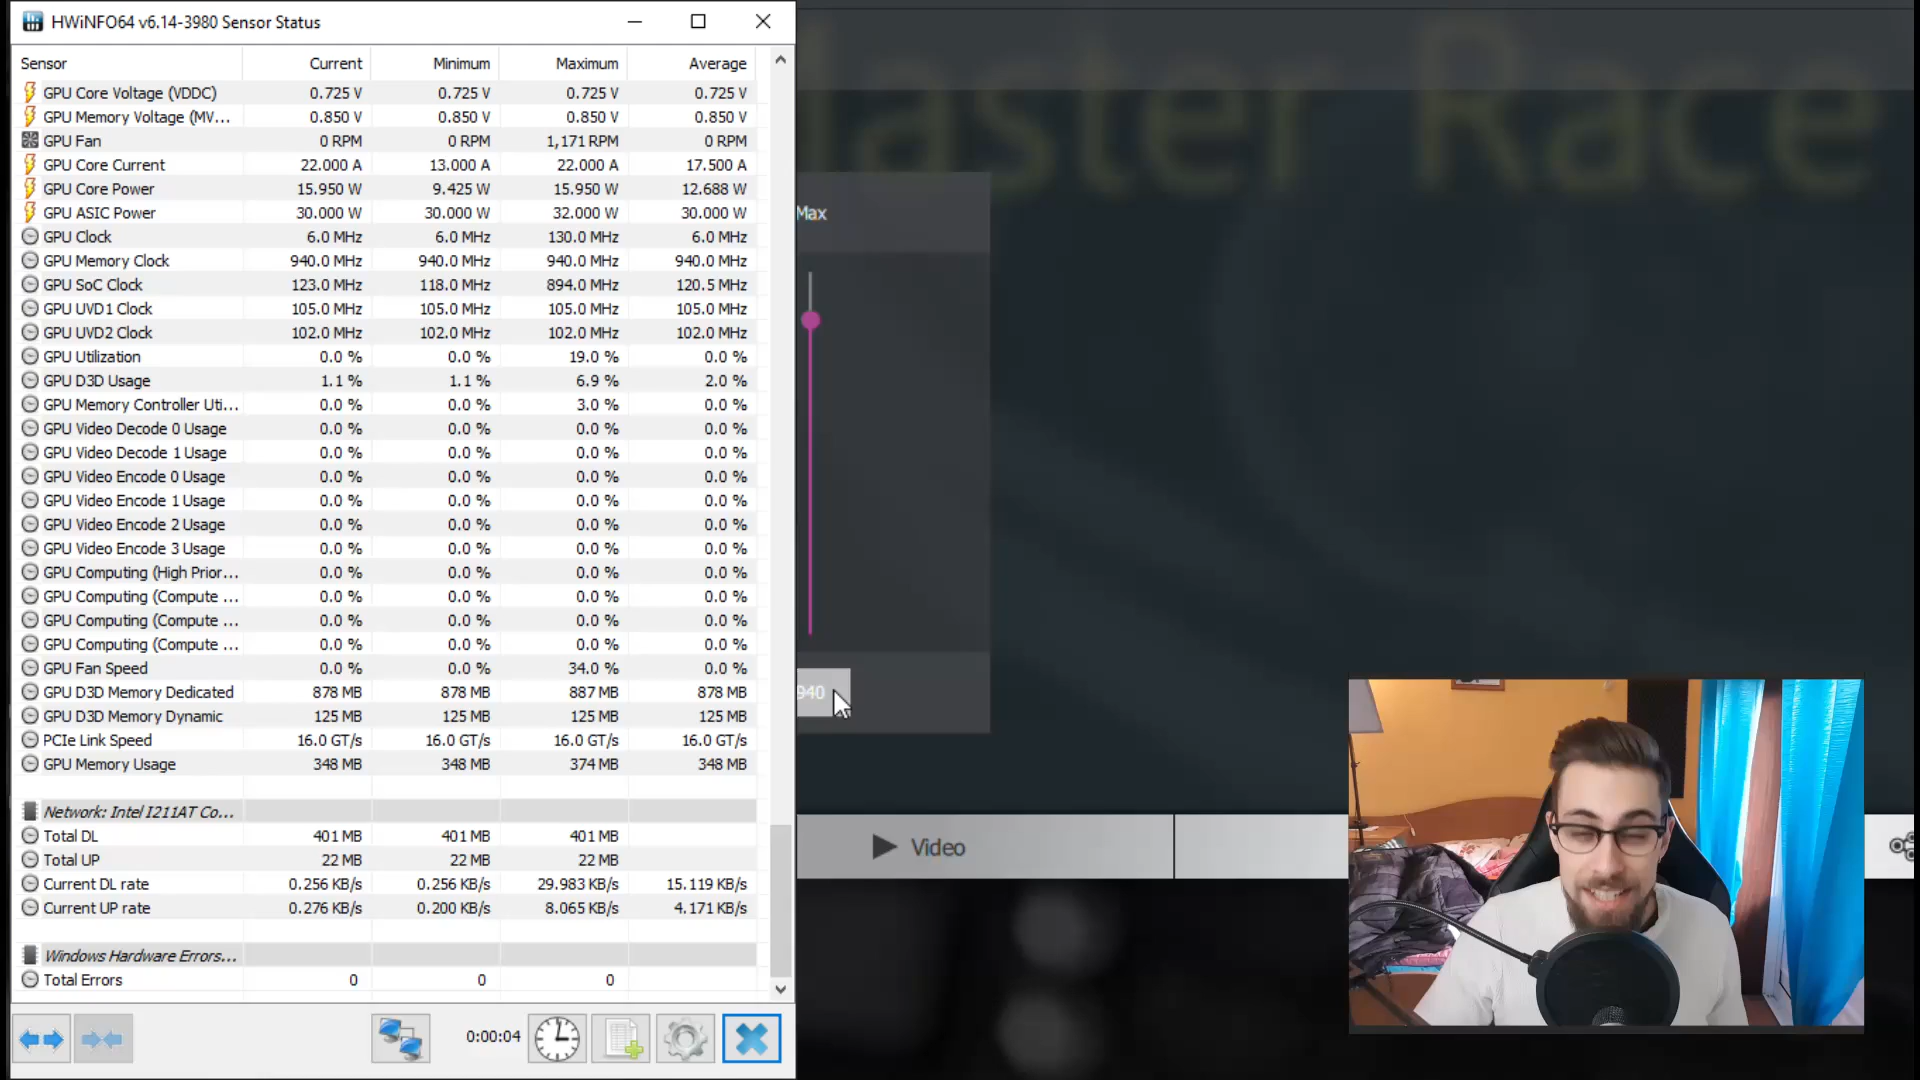 HWiNFO64 v6.14-3980 Sensor Status
Sensor Current Minimum Maximum Average
GPU Core Voltage (VDDC) 0.725 V 0.725 V 0.725 V 0.725 V
GPU Memory Voltage (MV... 0.850 V 0.850 V 0.850 V 0.850 V
GPU Fan 0 RPM 0 RPM 1,171 RPM 0 RPM
GPU Core Current 22.000 A 13.000 A 22.000 A 17.500 A
GPU Core Power 15.950 W 9.425 W 15.950 W 12.688 W
GPU ASIC Power 30.000 W 30.000 W 32.000 W 30.000 W
GPU Clock 6.0 MHz 6.0 MHz 130.0 MHz 6.0 MHz
GPU Memory Clock 940.0 MHz 940.0 MHz 940.0 MHz 940.0 MHz
GPU SoC Clock 123.0 MHz 118.0 MHz 894.0 MHz 120.5 MHz
GPU UVD1 Clock 105.0 MHz 105.0 MHz 105.0 MHz 105.0 MHz
GPU UVD2 Clock 102.0 MHz 102.0 MHz 102.0 MHz 102.0 MHz
GPU Utilization 0.0 % 0.0 % 19.0 % 0.0 %
GPU D3D Usage 1.1 % 1.1 % 6.9 % 2.0 %
GPU Memory Controller Uti... 0.0 % 0.0 % 3.0 % 0.0 %
GPU Video Decode 0 Usage 0.0 % 0.0 % 0.0 % 0.0 %
GPU Video Decode 1 Usage 0.0 % 0.0 % 0.0 % 0.0 %
GPU Video Encode 0 Usage 0.0 % 0.0 % 0.0 % 0.0 %
GPU Video Encode 1 Usage 0.0 % 0.0 % 0.0 % 0.0 %
GPU Video Encode 2 Usage 0.0 % 0.0 % 0.0 % 0.0 %
GPU Video Encode 3 Usage 0.0 % 0.0 % 0.0 % 0.0 %
GPU Computing (High Prior... 0.0 % 0.0 % 0.0 % 0.0 %
GPU Computing (Compute ... 0.0 % 0.0 % 0.0 % 0.0 %
GPU Computing (Compute ... 0.0 % 0.0 % 0.0 % 0.0 %
GPU Computing (Compute ... 0.0 % 0.0 % 0.0 % 0.0 %
GPU Fan Speed 0.0 % 0.0 % 34.0 % 0.0 %
GPU D3D Memory Dedicated 878 MB 878 MB 887 MB 878 MB
GPU D3D Memory Dynamic 125 MB 125 MB 125 MB 125 MB
PCIe Link Speed 16.0 GT/s 16.0 GT/s 16.0 GT/s 16.0 GT/s
GPU Memory Usage 348 MB 348 MB 374 MB 348 MB
Network: Intel I211AT Co...
Total DL 401 MB 401 MB 401 MB
Total UP 22 MB 22 MB 22 MB
Current DL rate 0.256 KB/s 0.256 KB/s 29.983 KB/s 15.119 KB/s
Current UP rate 0.276 KB/s 0.200 KB/s 8.065 KB/s 4.171 KB/s
Windows Hardware Errors...
Total Errors 0 0 0
0:00:04
aster Race
Max
940
Video